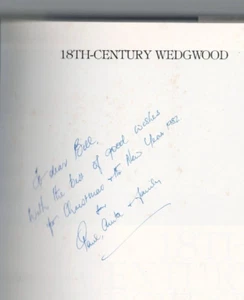 18TH-CENTURY WEDGWOOD
To dear Bill,
with the best of good wishes
for Christmas & the New Year 1982
from
Paul, Anita & family